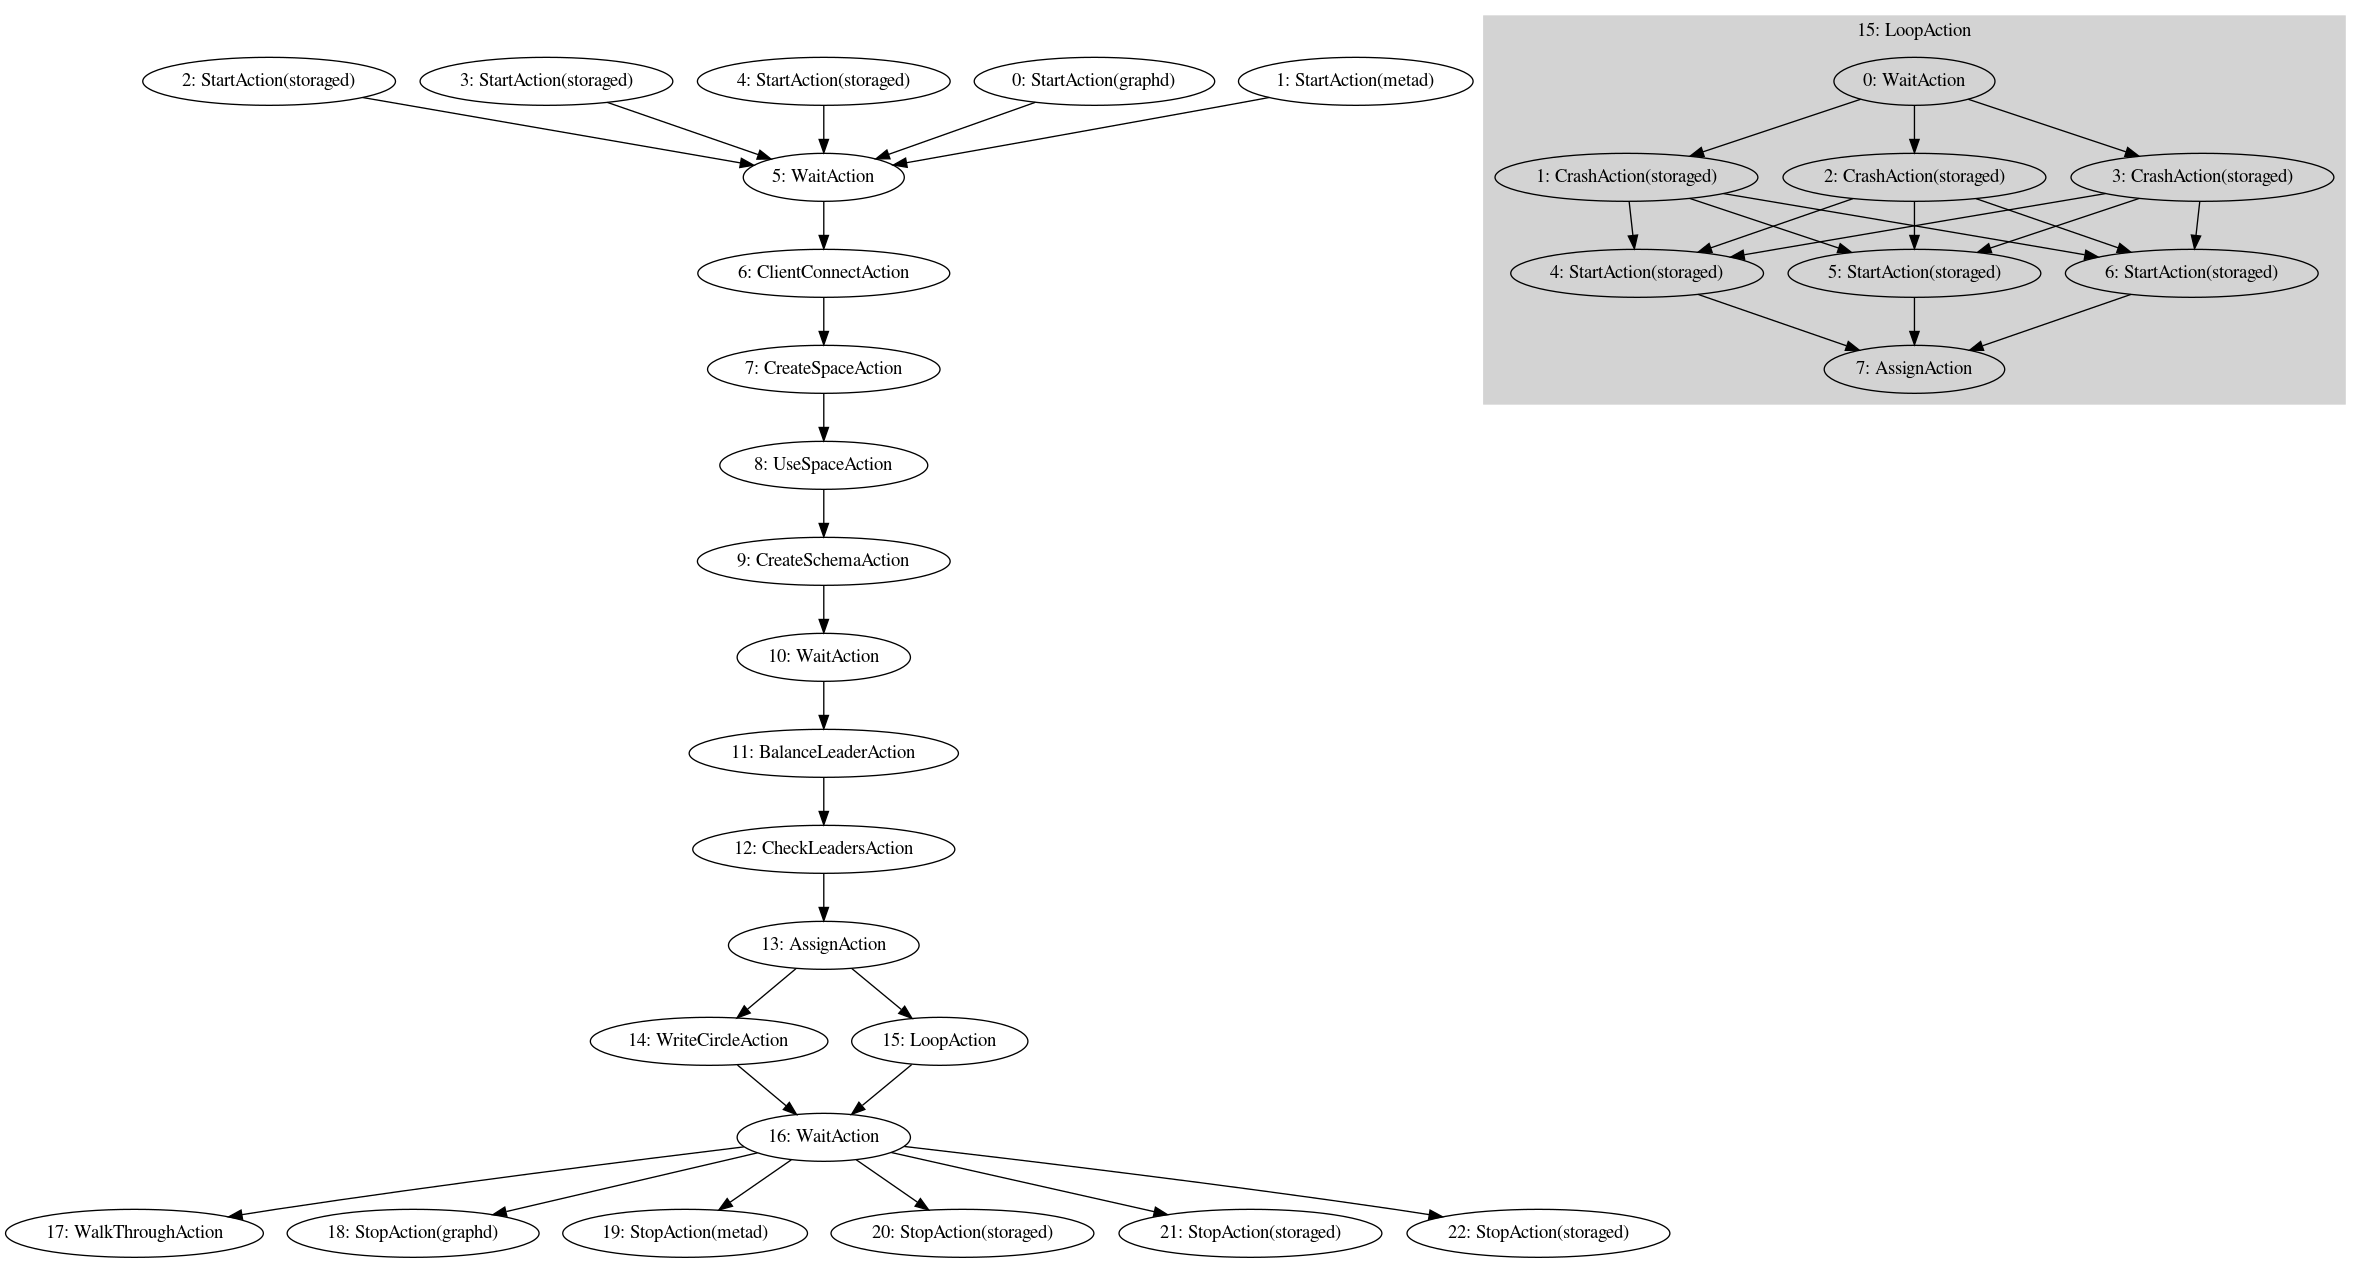 15: LoopAction
2: StartAction(storaged)
3: StartAction(storaged)
4: StartAction(storaged)
0: StartAction(graphd)
1: StartAction(metad)
0: WaitAction
5: WaitAction
1: CrashAction(storaged)
2: CrashAction(storaged)
3: CrashAction(storaged)
6: ClientConnectAction
4: StartAction(storaged)
5: StartAction(storaged)
6: StartAction(storaged)
7: CreateSpaceAction
7: AssignAction
8: UseSpaceAction
9: CreateSchemaAction
10: WaitAction
11: BalanceLeaderAction
12: CheckLeadersAction
13: AssignAction
14: WriteCircleAction
15: LoopAction
16: WaitAction
17: WalkThroughAction
18: StopAction(graphd)
19: StopAction(metad)
20: StopAction(storaged)
21: StopAction(storaged)
22: StopAction(storaged)